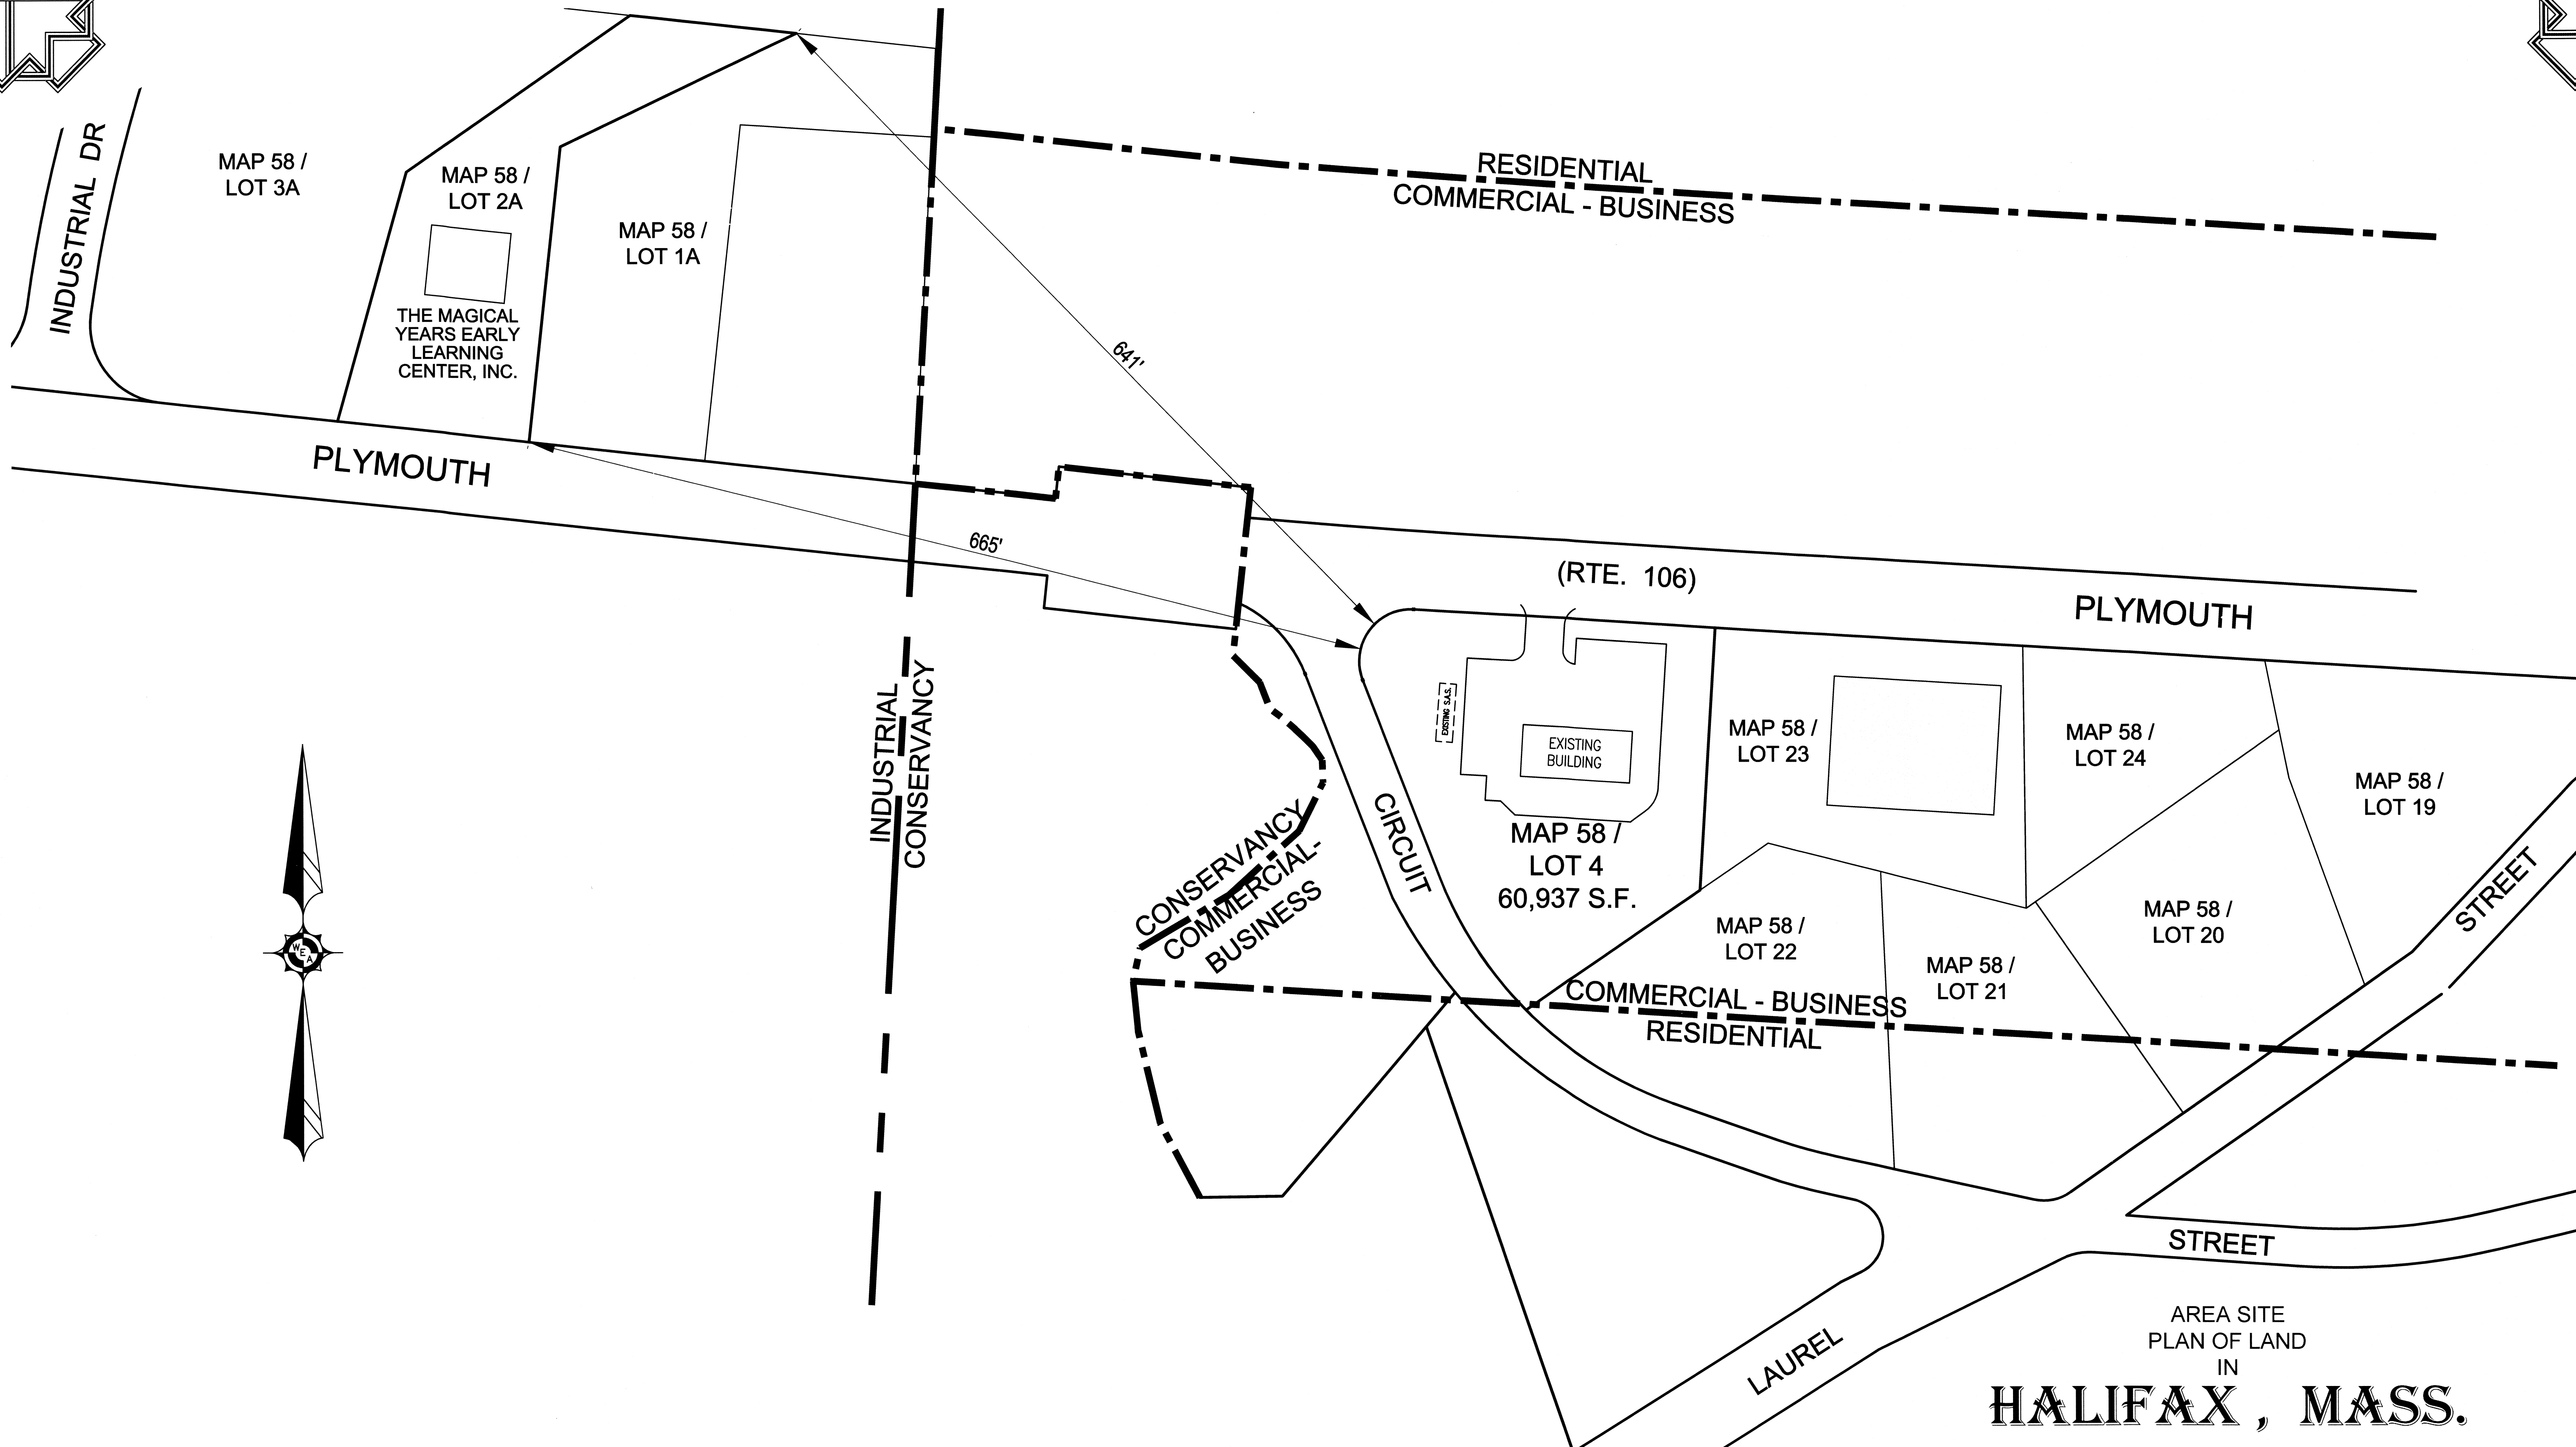 INDUSTRIAL DR
MAP 58 /
LOT 3A
MAP 58 /
LOT 2A
THE MAGICAL
YEARS EARLY
LEARNING
CENTER, INC.
MAP 58 /
LOT 1A
RESIDENTIAL
COMMERCIAL - BUSINESS
641'
PLYMOUTH
665'
(RTE. 106)
PLYMOUTH
INDUSTRIAL
CONSERVANCY
EXISTING S.A.S.
EXISTING
BUILDING
MAP 58 /
LOT 4
60,937 S.F.
MAP 58 /
LOT 23
MAP 58 /
LOT 24
MAP 58 /
LOT 19
CIRCUIT
CONSERVANCY
COMMERCIAL-
BUSINESS
MAP 58 /
LOT 22
MAP 58 /
LOT 21
MAP 58 /
LOT 20
STREET
W
E
A
COMMERCIAL - BUSINESS
RESIDENTIAL
STREET
LAUREL
AREA SITE
PLAN OF LAND
IN
HALIFAX , MASS.